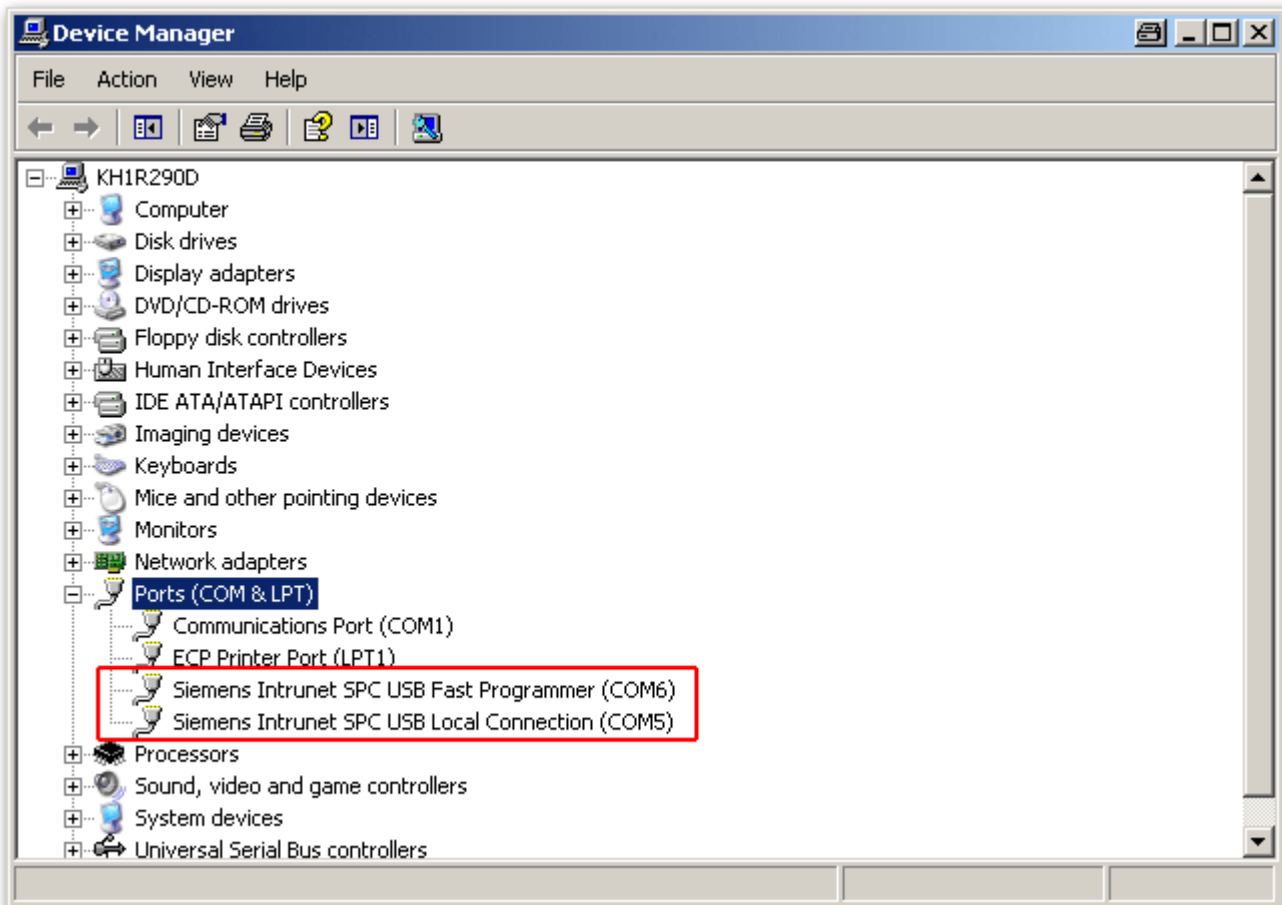 Device Manager
File Action View Help
KH1R290D
Computer
Disk drives
Display adapters
DVD/CD-ROM drives
Floppy disk controllers
Human Interface Devices
IDE ATA/ATAPI controllers
Imaging devices
Keyboards
Mice and other pointing devices
Monitors
Network adapters
Ports (COM & LPT)
Communications Port (COM1)
ECP Printer Port (LPT1)
Siemens Intrunet SPC USB Fast Programmer (COM6)
Siemens Intrunet SPC USB Local Connection (COM5)
Processors
Sound, video and game controllers
System devices
Universal Serial Bus controllers